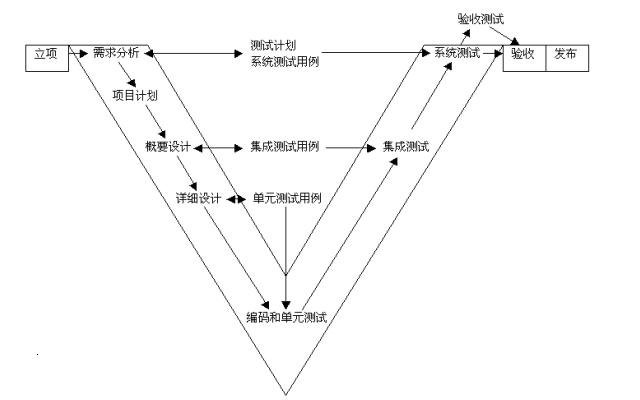 验收测试
立项
需求分析
测试计划
系统测试用例
系统测试
验收
发布
项目计划
概要设计
集成测试用例
集成测试
详细设计
单元测试用例
编码和单元测试